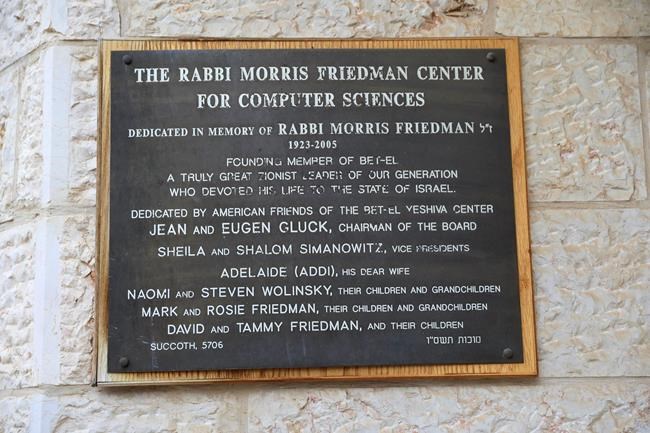 THE RABBI MORRIS FRIEDMAN CENTER
FOR COMPUTER SCIENCES
DEDICATED IN MEMORY OF RABBI MORRIS FRIEDMAN ז"ל
1923-2005
FOUNDING MEMBER OF BET-EL
A TRULY GREAT ZIONIST LEADER OF OUR GENERATION
WHO DEVOTED HIS LIFE TO THE STATE OF ISRAEL.
DEDICATED BY AMERICAN FRIENDS OF THE BET-EL YESHIVA CENTER
JEAN AND EUGEN GLUCK, CHAIRMAN OF THE BOARD
SHEILA AND SHALOM SIMANOWITZ, VICE PRESIDENTS
ADELAIDE (ADDI), HIS DEAR WIFE
NAOMI AND STEVEN WOLINSKY, THEIR CHILDREN AND GRANDCHILDREN
MARK AND ROSIE FRIEDMAN, THEIR CHILDREN AND GRANDCHILDREN
DAVID AND TAMMY FRIEDMAN, AND THEIR CHILDREN
SUCCOTH, 5706 סוכות תשס"ו